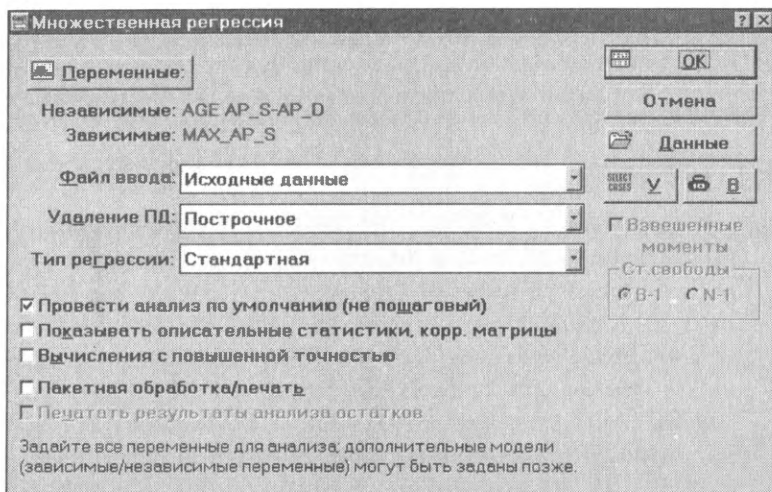 Множественная регрессия
Переменные:
Независимые: AGE AP_S-AP_D
Зависимые: MAX_AP_S
Файл ввода: Исходные данные
Удаление ПД: Построчное
Тип регрессии: Стандартная
Провести анализ по умолчанию (не пошаговый)
Показывать описательные статистики, корр. матрицы
Вычисления с повышенной точностью
Пакетная обработка/печать
Печатать результаты анализа остатков
Задайте все переменные для анализа; дополнительные модели
(зависимые/независимые переменные) могут быть заданы позже.
OK
Отмена
Данные
SELECT CASES У В
Взвешенные
моменты
Ст.свободы
В-1 N-1